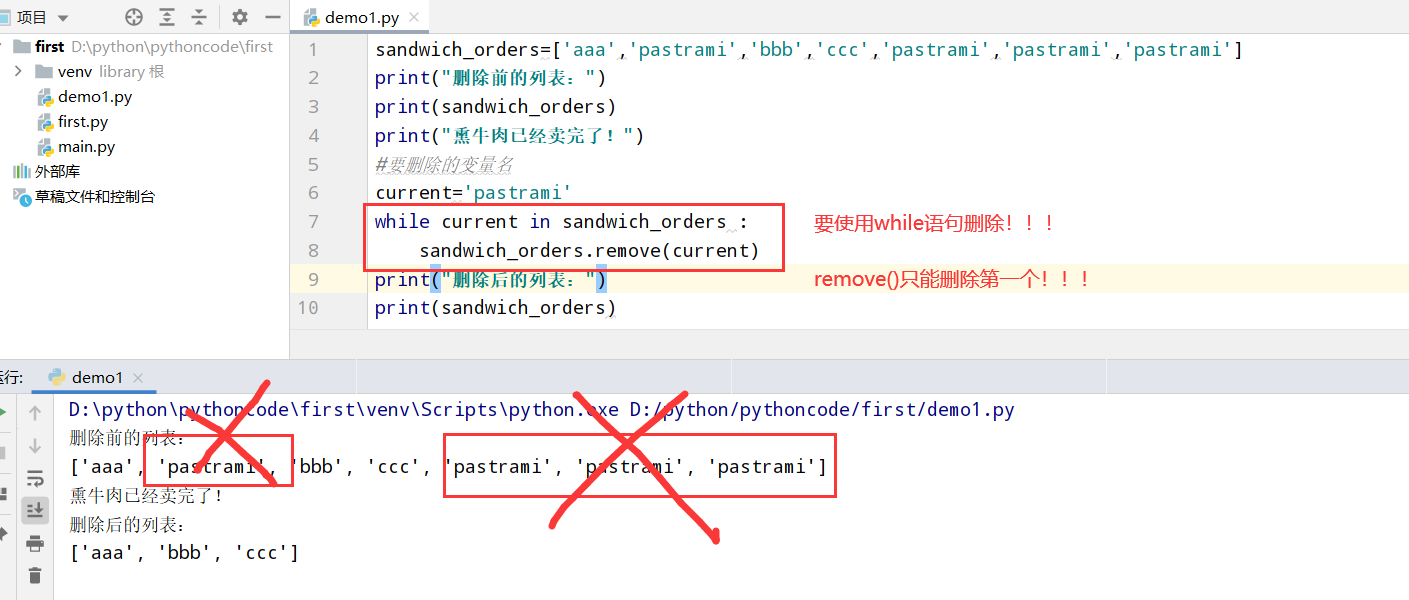 项目
demo1.py
first D:\python\pythoncode\first
venv library 根
demo1.py
first.py
main.py
外部库
草稿文件和控制台
1 sandwich_orders=['aaa','pastrami','bbb','ccc','pastrami','pastrami','pastrami']
2 print("删除前的列表：")
3 print(sandwich_orders)
4 print("熏牛肉已经卖完了！")
5 #要删除的变量名
6 current='pastrami'
7 while current in sandwich_orders :
要使用while语句删除！！！
8 sandwich_orders.remove(current)
9 print("删除后的列表：")
remove()只能删除第一个！！！
10 print(sandwich_orders)
运行: demo1
D:\python\pythoncode\first\venv\Scripts\python.exe D:/python/pythoncode/first/demo1.py
删除前的列表：
['aaa', 'pastrami', 'bbb', 'ccc', 'pastrami', 'pastrami', 'pastrami']
熏牛肉已经卖完了！
删除后的列表：
['aaa', 'bbb', 'ccc']